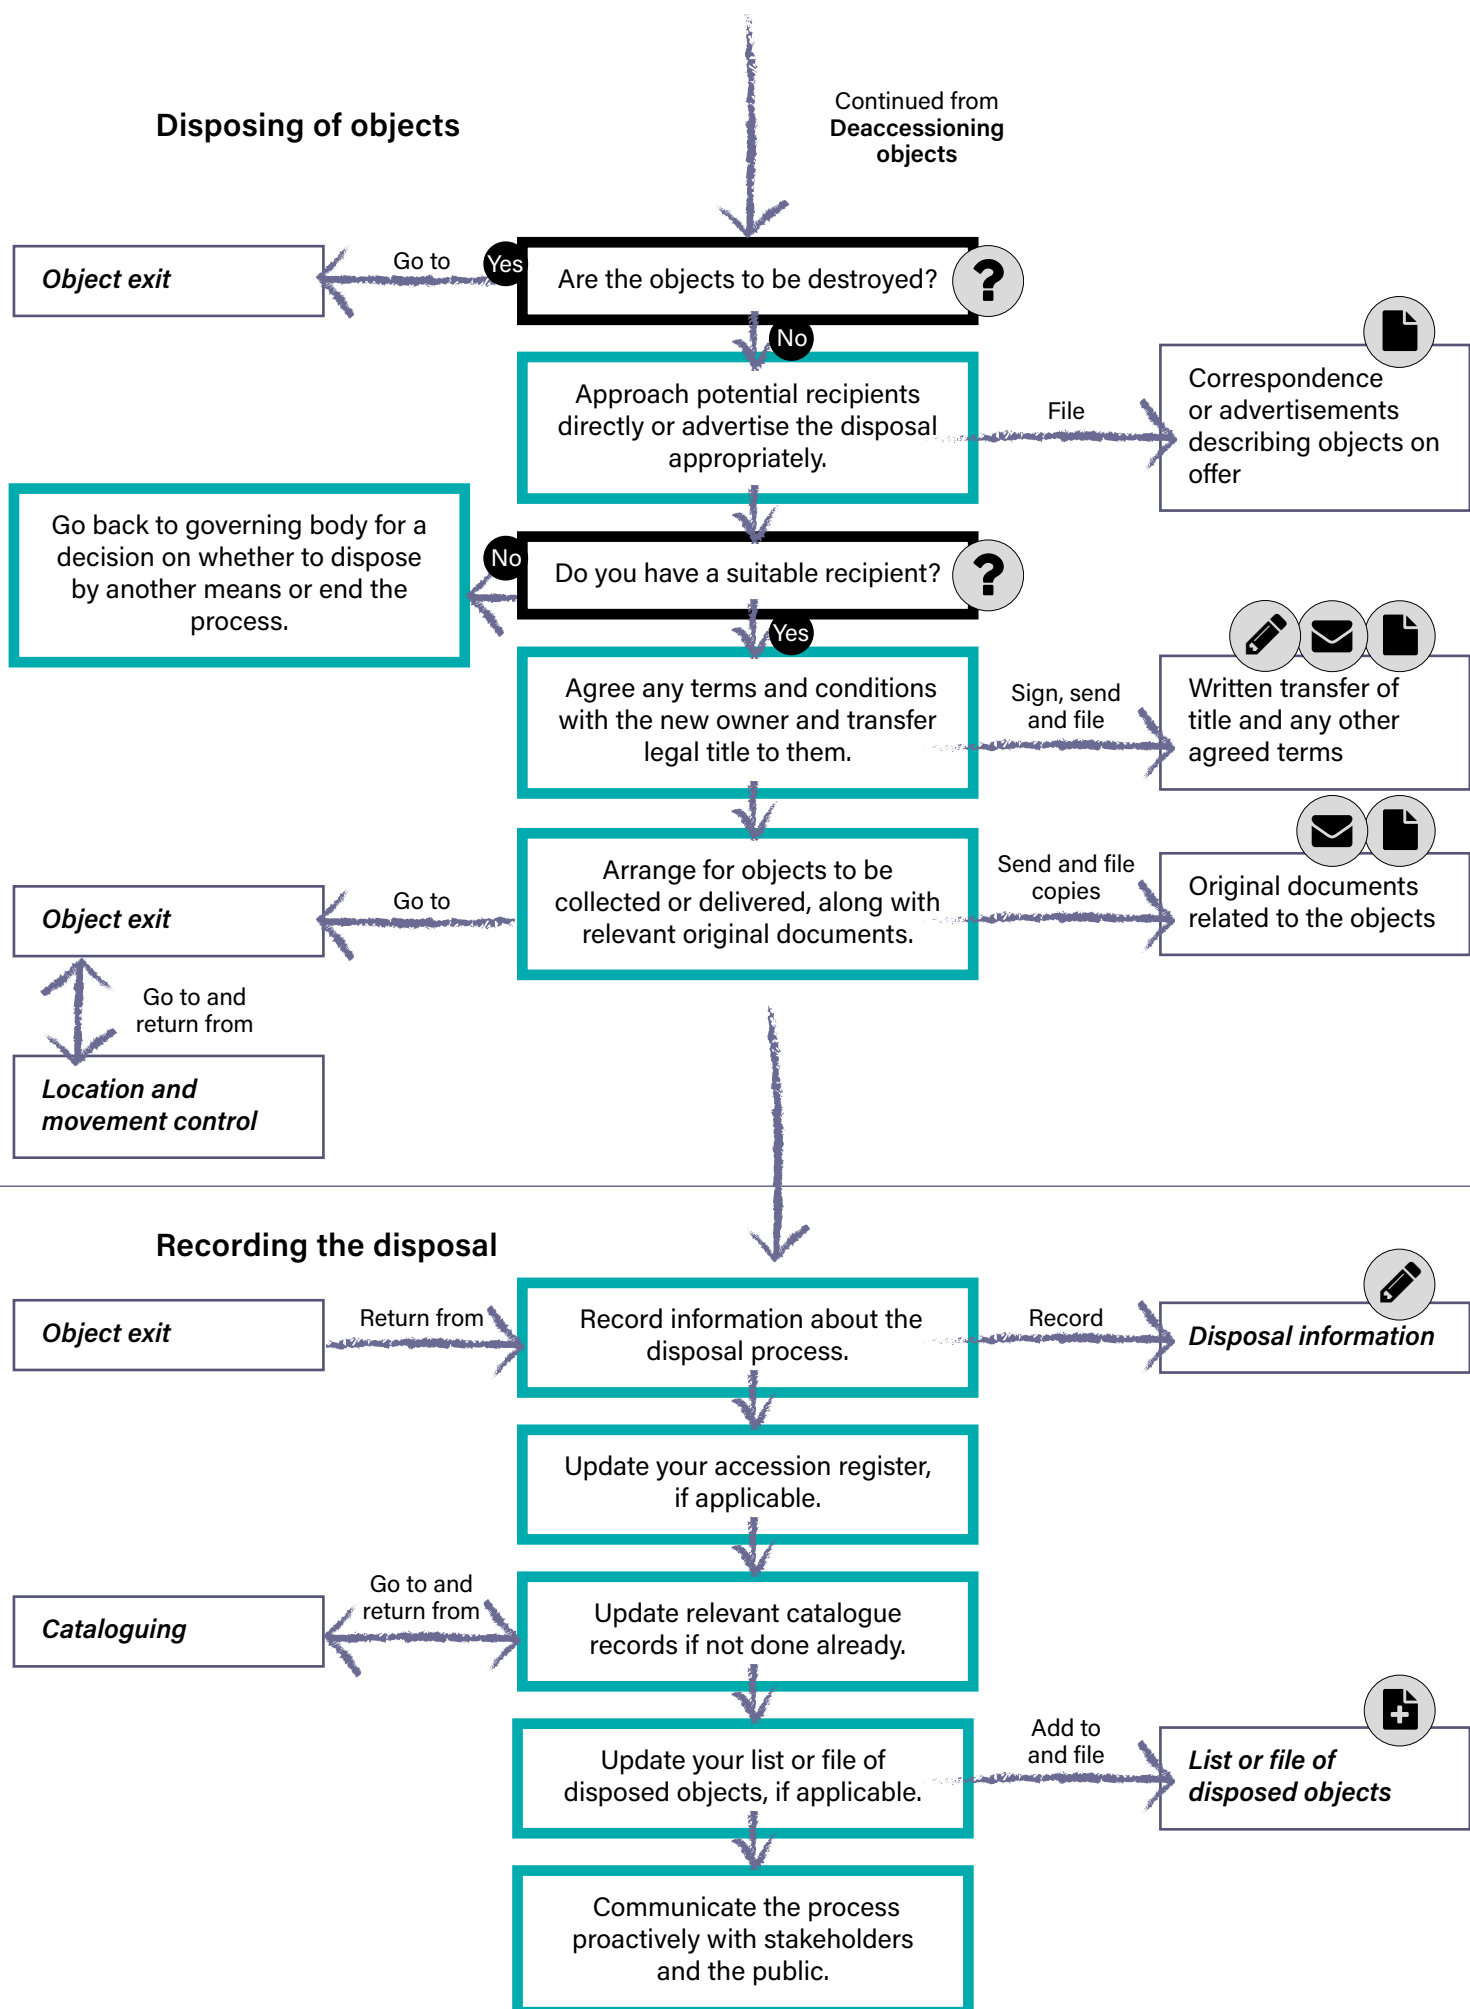 Disposing of objects
Continued from
Deaccessioning
objects
Object exit
Go to
Yes
Are the objects to be destroyed?
?
No
Approach potential recipients
directly or advertise the disposal
appropriately.
File
Correspondence
or advertisements
describing objects on
offer
Go back to governing body for a
decision on whether to dispose
by another means or end the
process.
No
Do you have a suitable recipient?
?
Yes
Agree any terms and conditions
with the new owner and transfer
legal title to them.
Sign, send
and file
Written transfer of
title and any other
agreed terms
Arrange for objects to be
collected or delivered, along with
relevant original documents.
Send and file
copies
Original documents
related to the objects
Object exit
Go to
Go to and
return from
Location and
movement control
Recording the disposal
Object exit
Return from
Record information about the
disposal process.
Record
Disposal information
Update your accession register,
if applicable.
Cataloguing
Go to and
return from
Update relevant catalogue
records if not done already.
Update your list or file of
disposed objects, if applicable.
Add to
and file
List or file of
disposed objects
Communicate the process
proactively with stakeholders
and the public.